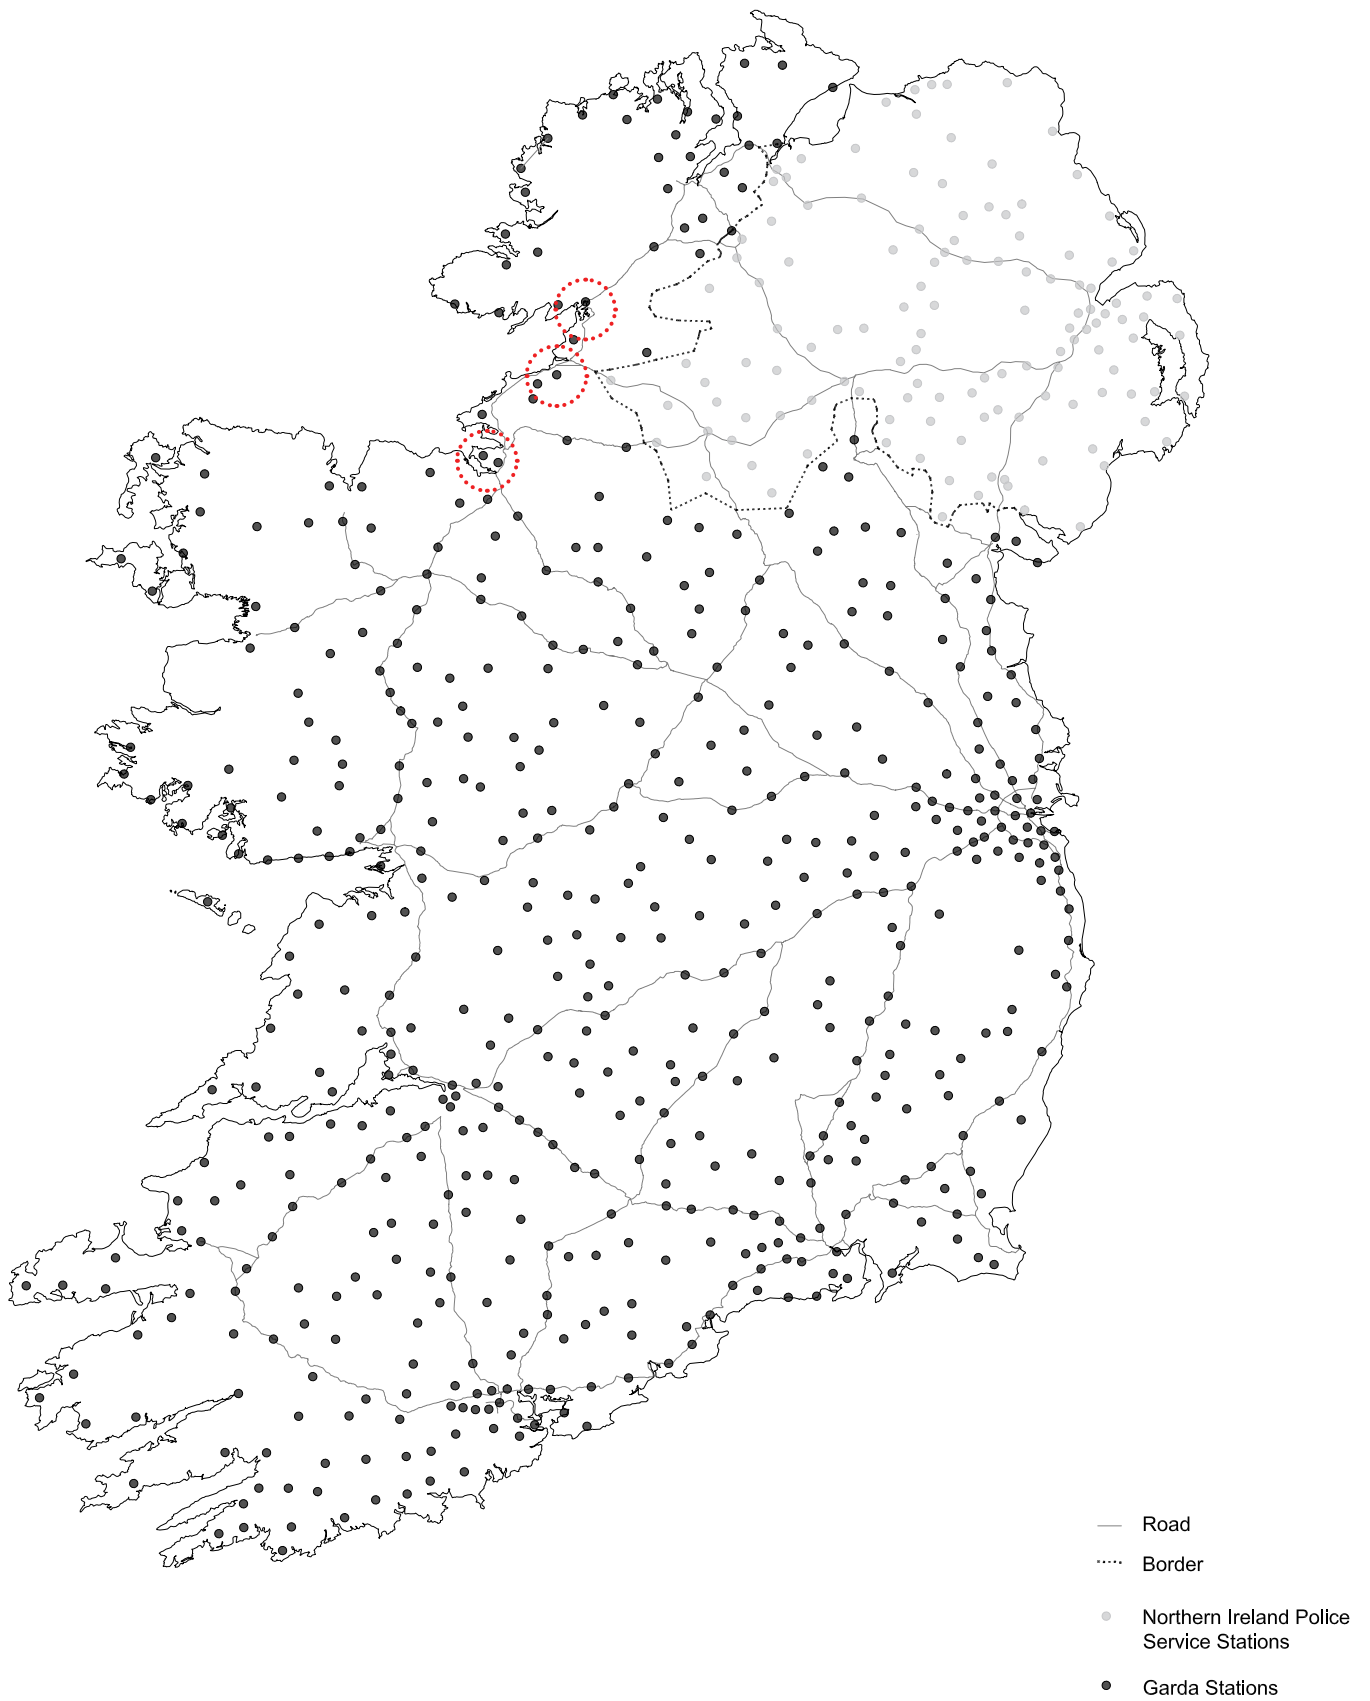 Road
Border
Northern Ireland Police
Service Stations
Garda Stations